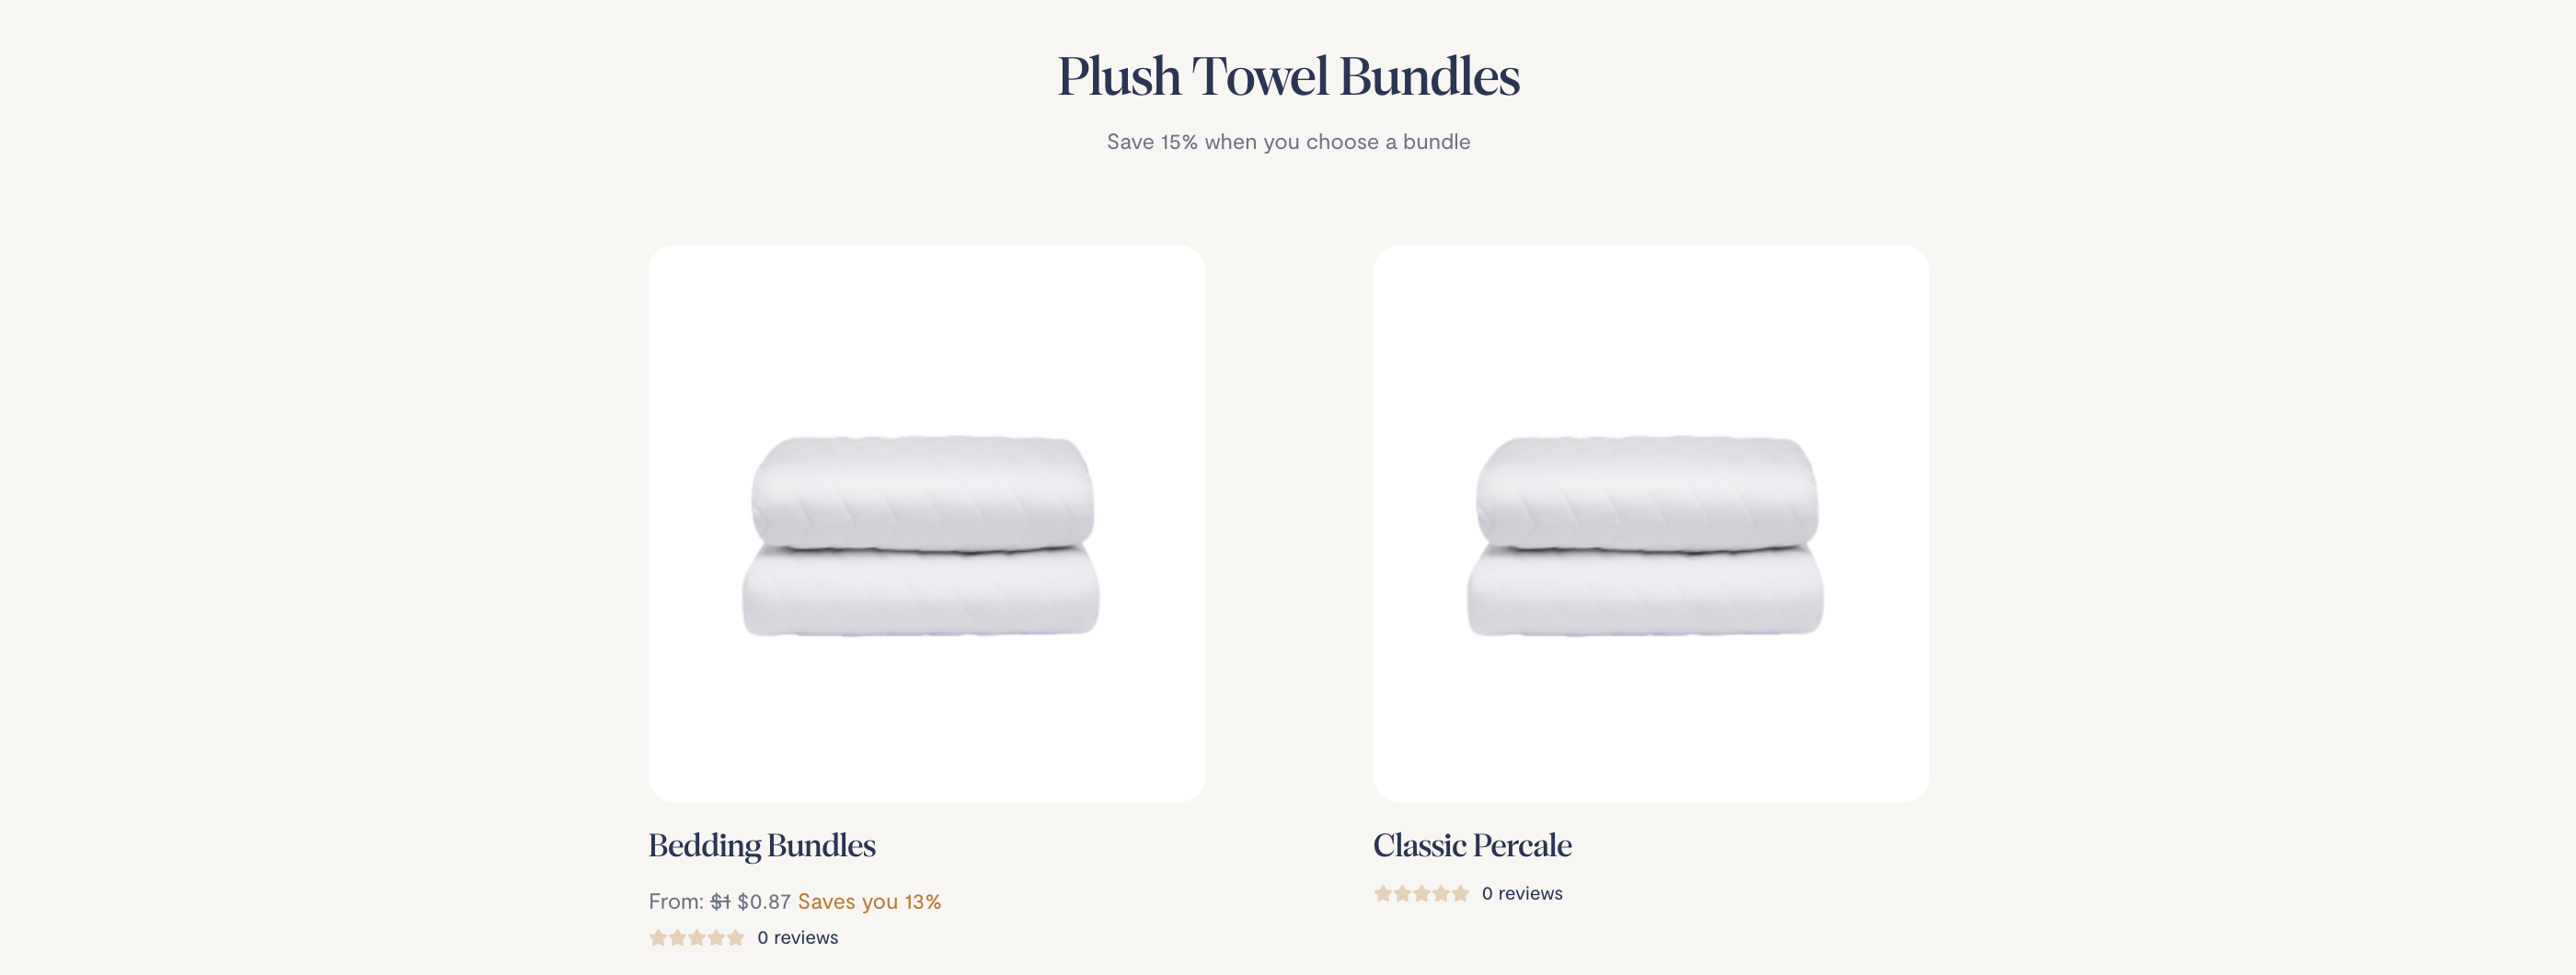 Plush Towel Bundles
Save 15% when you choose a bundle
Bedding Bundles
From: $1 $0.87 Saves you 13%
0 reviews
Classic Percale
0 reviews